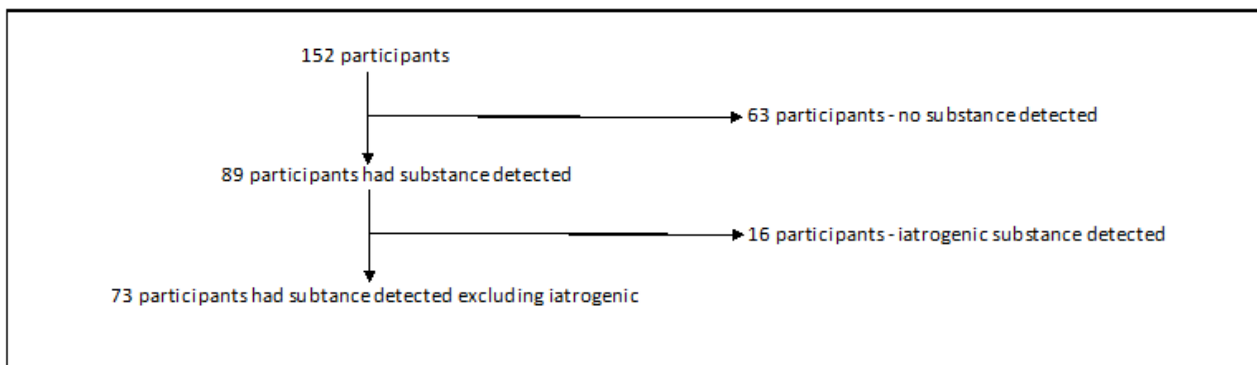 152 participants
63 participants - no substance detected
89 participants had substance detected
16 participants - iatrogenic substance detected
73 participants had subtance detected excluding iatrogenic